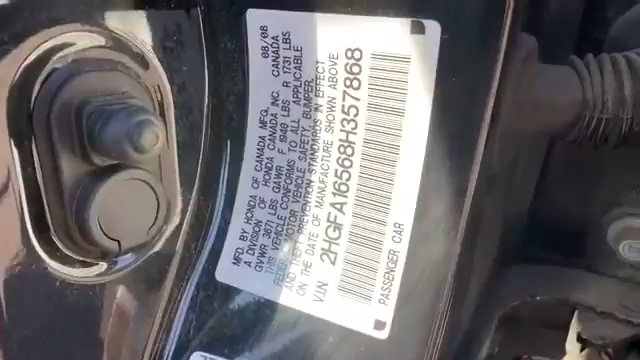 MFD. BY HONDA OF CANADA MFG. 08/08
A DIVISION OF HONDA CANADA INC. CANADA
GVWR 3671 LBS GAWR F 1940 LBS R 1731 LBS
THIS VEHICLE CONFORMS TO ALL APPLICABLE
FEDERAL MOTOR VEHICLE SAFETY, BUMPER,
AND THEFT PREVENTION STANDARDS IN EFFECT
ON THE DATE OF MANUFACTURE SHOWN ABOVE.
V.I.N. 2HGFA16568H357868
PASSENGER CAR